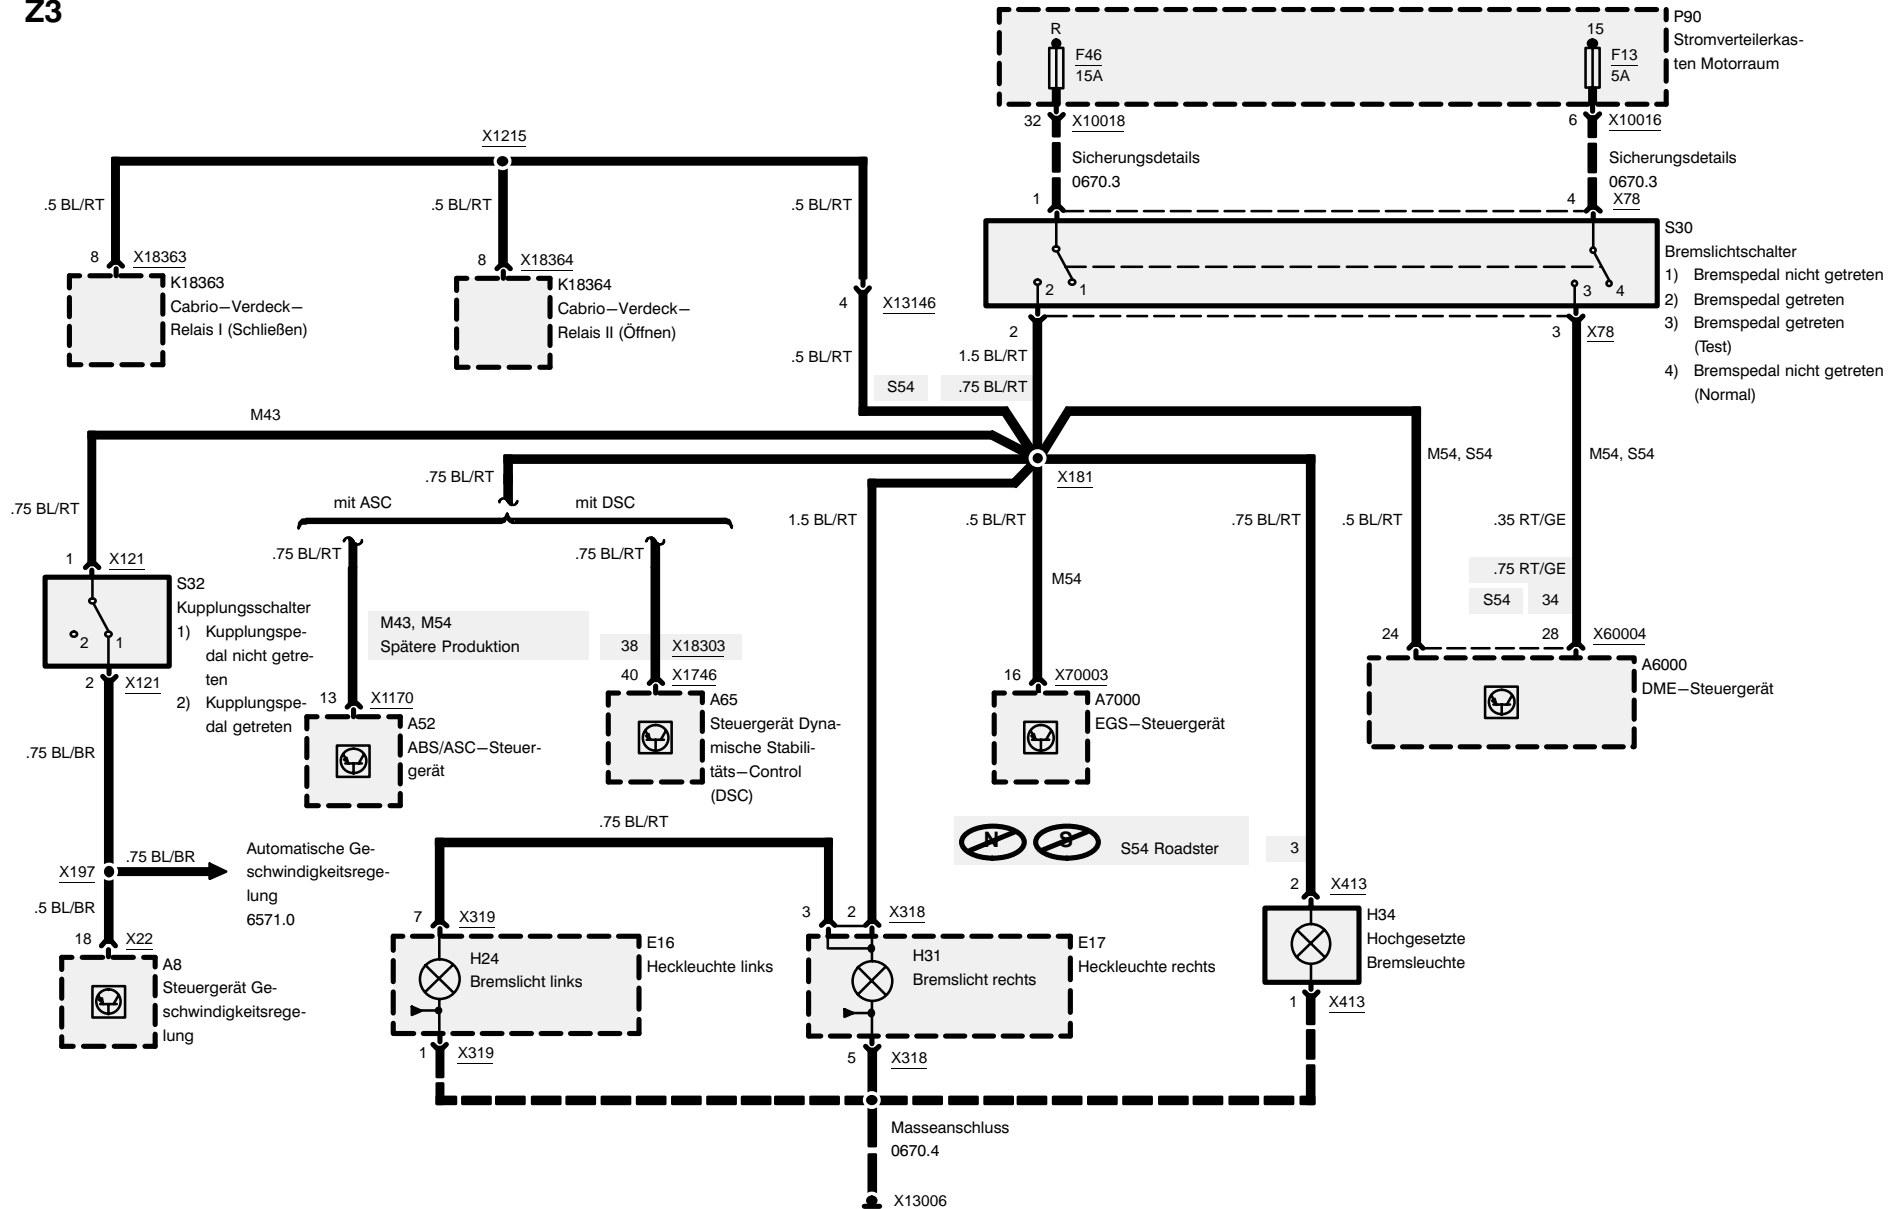 Z3
P90
Stromverteilerkas-
ten Motorraum
R
F46
15A
15
F13
5A
32
X10018
6
X10016
Sicherungsdetails
0670.3
Sicherungsdetails
0670.3
1
4
X78
S30
Bremslichtschalter
1) Bremspedal nicht getreten
2) Bremspedal getreten
3) Bremspedal getreten
(Test)
4) Bremspedal nicht getreten
(Normal)
2
1
3
4
2
3
X78
X1215
.5 BL/RT
.5 BL/RT
.5 BL/RT
8
X18363
K18363
Cabrio–Verdeck–
Relais I (Schließen)
8
X18364
K18364
Cabrio–Verdeck–
Relais II (Öffnen)
4
X13146
.5 BL/RT
1.5 BL/RT
S54
.75 BL/RT
M43
X181
M54, S54
M54, S54
.75 BL/RT
mit ASC
mit DSC
.75 BL/RT
1.5 BL/RT
.5 BL/RT
.75 BL/RT
.5 BL/RT
.35 RT/GE
.75 BL/RT
.75 BL/RT
.75 RT/GE
S54
34
M54
1
X121
S32
Kupplungsschalter
1) Kupplungspe-
dal nicht getre-
ten
2) Kupplungspe-
dal getreten
2
1
2
X121
M43, M54
Spätere Produktion
38
X18303
40
X1746
13
X1170
A52
ABS/ASC–Steuer-
gerät
A65
Steuergerät Dyna-
mische Stabili-
täts–Control
(DSC)
16
X70003
A7000
EGS–Steuergerät
24
28
X60004
A6000
DME–Steuergerät
.75 BL/BR
X197
.75 BL/BR
Automatische Ge-
schwindigkeitsrege-
lung
6571.0
.5 BL/BR
18
X22
A8
Steuergerät Ge-
schwindigkeitsrege-
lung
.75 BL/RT
N
S
S54 Roadster
3
2
X413
H34
Hochgesetzte
Bremsleuchte
1
X413
7
X319
E16
Heckleuchte links
H24
Bremslicht links
1
X319
3
2
X318
E17
Heckleuchte rechts
H31
Bremslicht rechts
5
X318
Masseanschluss
0670.4
X13006